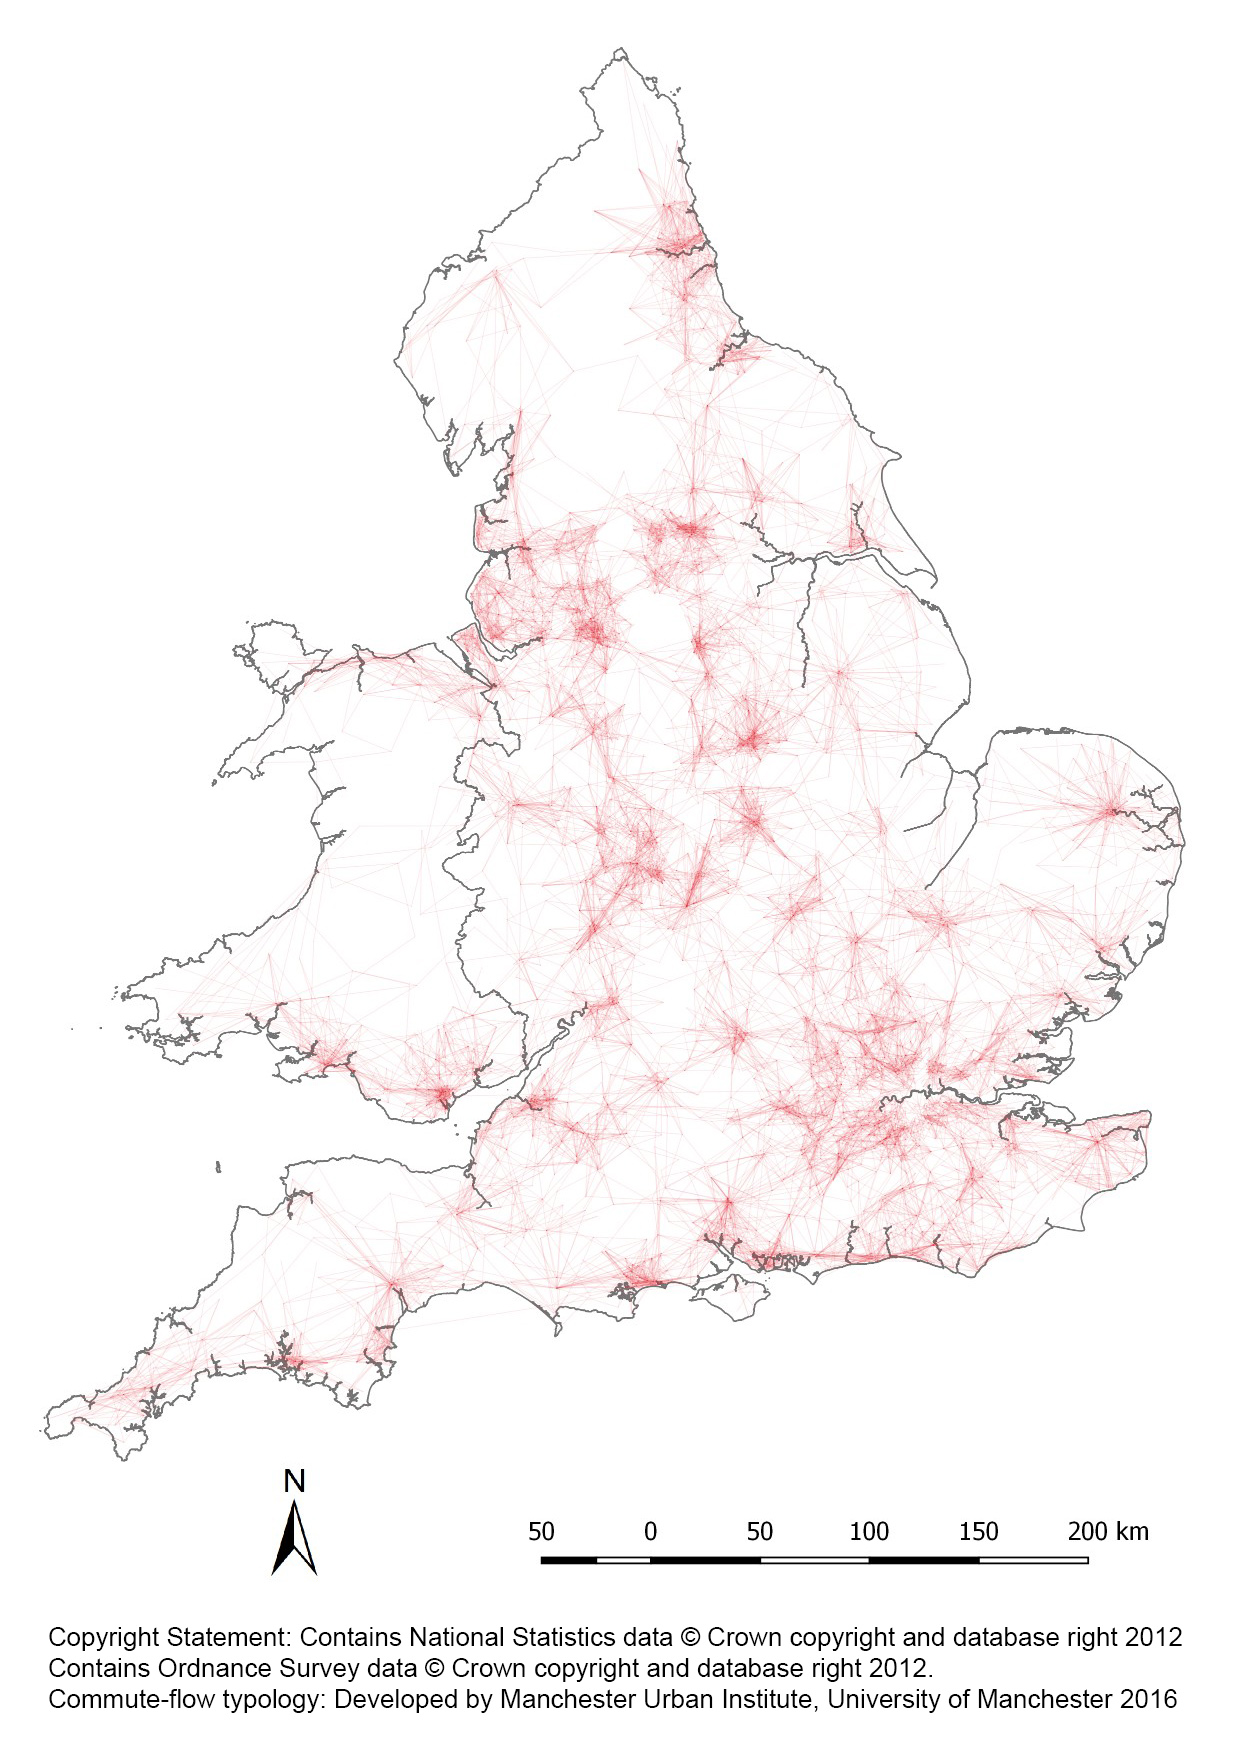 N
50 0 50 100 150 200 km
Copyright Statement: Contains National Statistics data © Crown copyright and database right 2012
Contains Ordnance Survey data © Crown copyright and database right 2012.
Commute-flow typology: Developed by Manchester Urban Institute, University of Manchester 2016